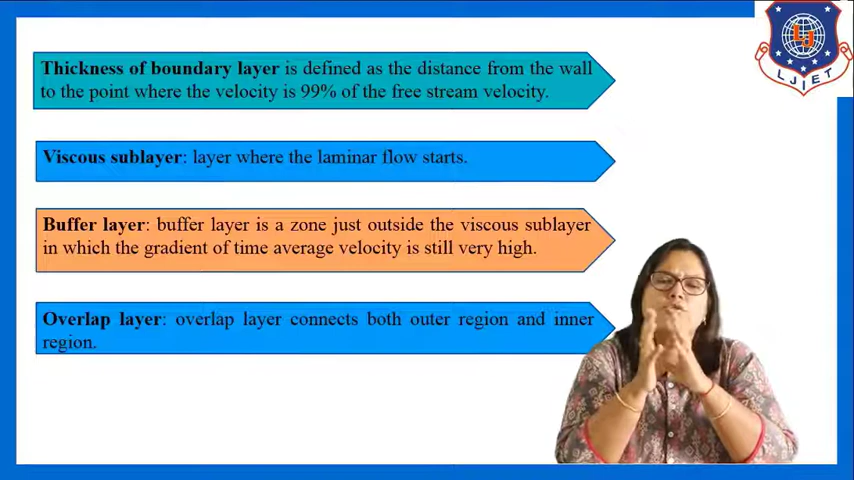 Thickness of boundary layer is defined as the distance from the wall
to the point where the velocity is 99% of the free stream velocity.
Viscous sublayer: layer where the laminar flow starts.
Buffer layer: buffer layer is a zone just outside the viscous sublayer
in which the gradient of time average velocity is still very high.
Overlap layer: overlap layer connects both outer region and inner
region.
LJ
LJIET